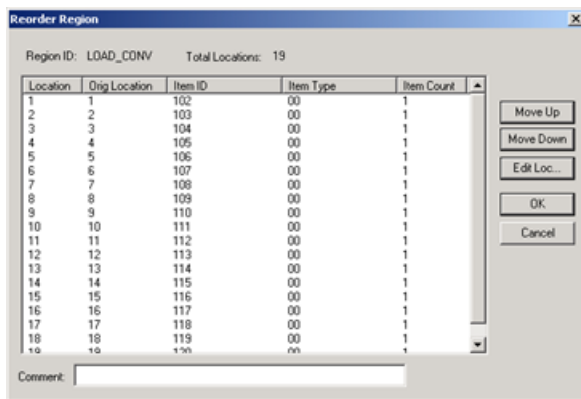 Reorder Region
Region ID: LOAD_CONV Total Locations: 19
Location Orig Location Item ID Item Type Item Count
1 1 102 00 1
2 2 103 00 1
3 3 104 00 1
4 4 105 00 1
5 5 106 00 1
6 6 107 00 1
7 7 108 00 1
8 8 109 00 1
9 9 110 00 1
10 10 111 00 1
11 11 112 00 1
12 12 113 00 1
13 13 114 00 1
14 14 115 00 1
15 15 116 00 1
16 16 117 00 1
17 17 118 00 1
18 18 119 00 1
19 19 120 00 1
Move Up
Move Down
Edit Loc...
OK
Cancel
Comment: